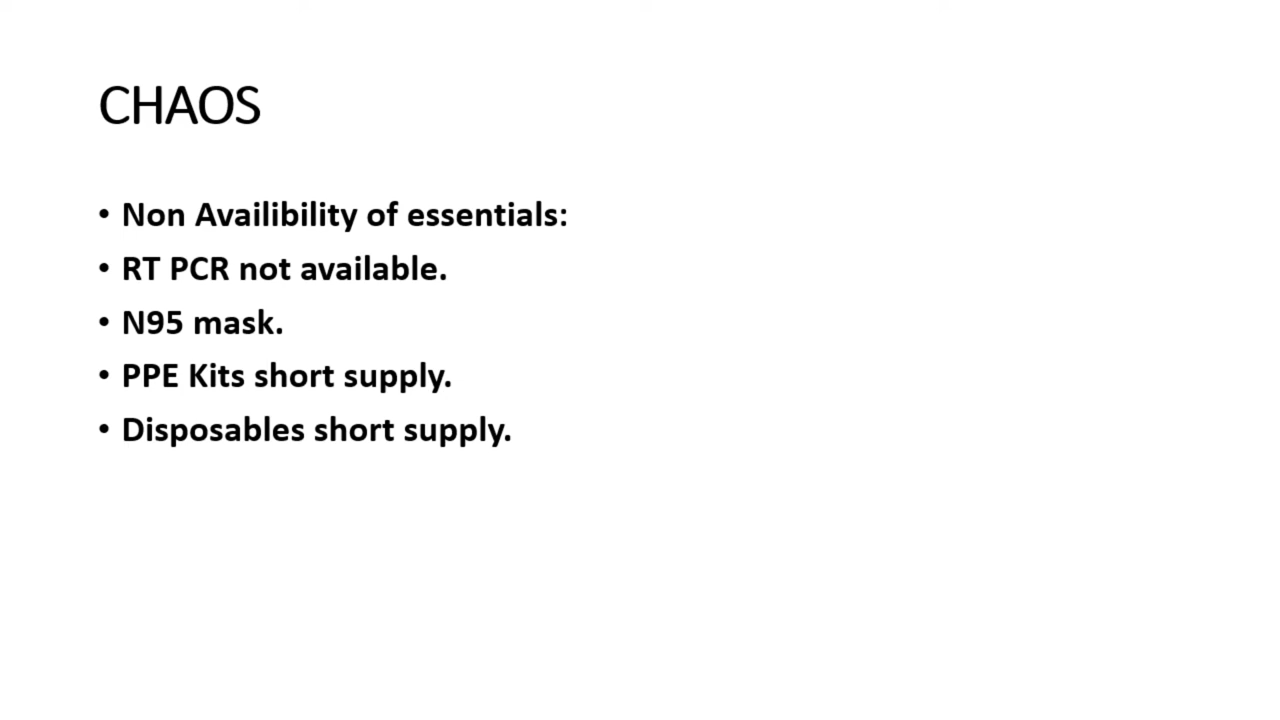 CHAOS
• Non Availibility of essentials:
• RT PCR not available.
• N95 mask.
• PPE Kits short supply.
• Disposables short supply.